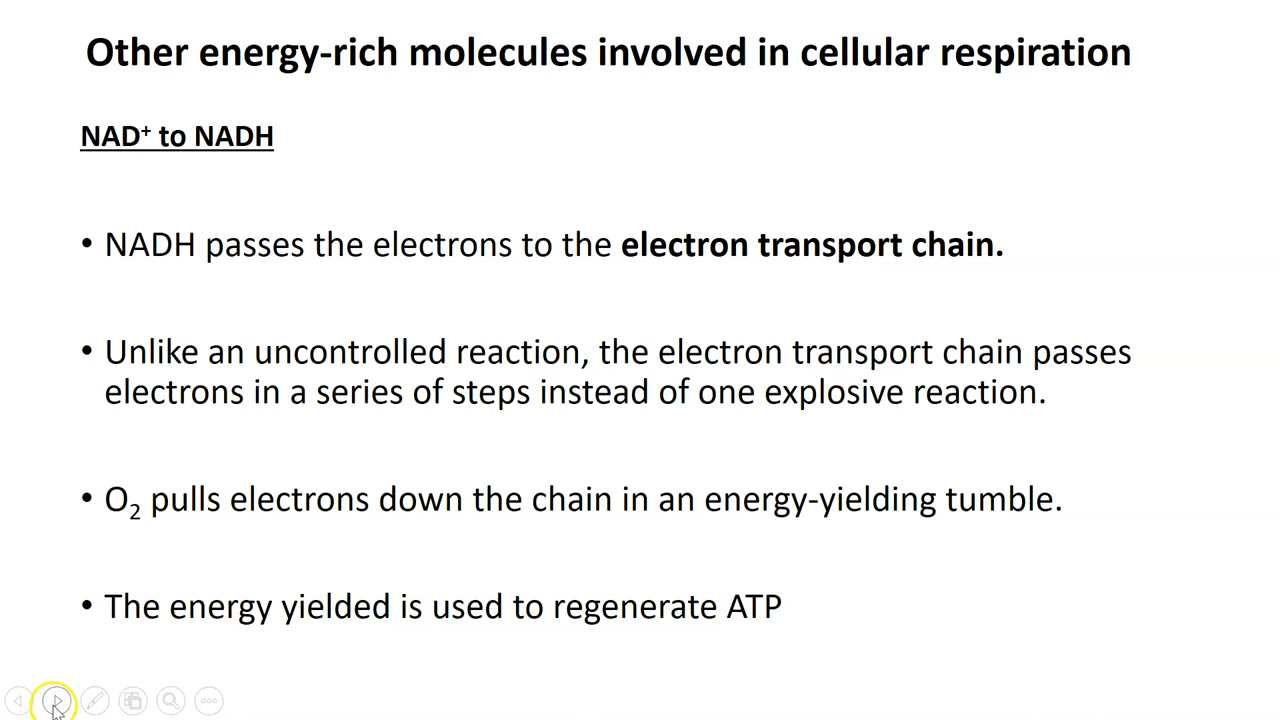 Other energy-rich molecules involved in cellular respiration
NAD⁺ to NADH
• NADH passes the electrons to the electron transport chain.
• Unlike an uncontrolled reaction, the electron transport chain passes
electrons in a series of steps instead of one explosive reaction.
• O₂ pulls electrons down the chain in an energy-yielding tumble.
• The energy yielded is used to regenerate ATP